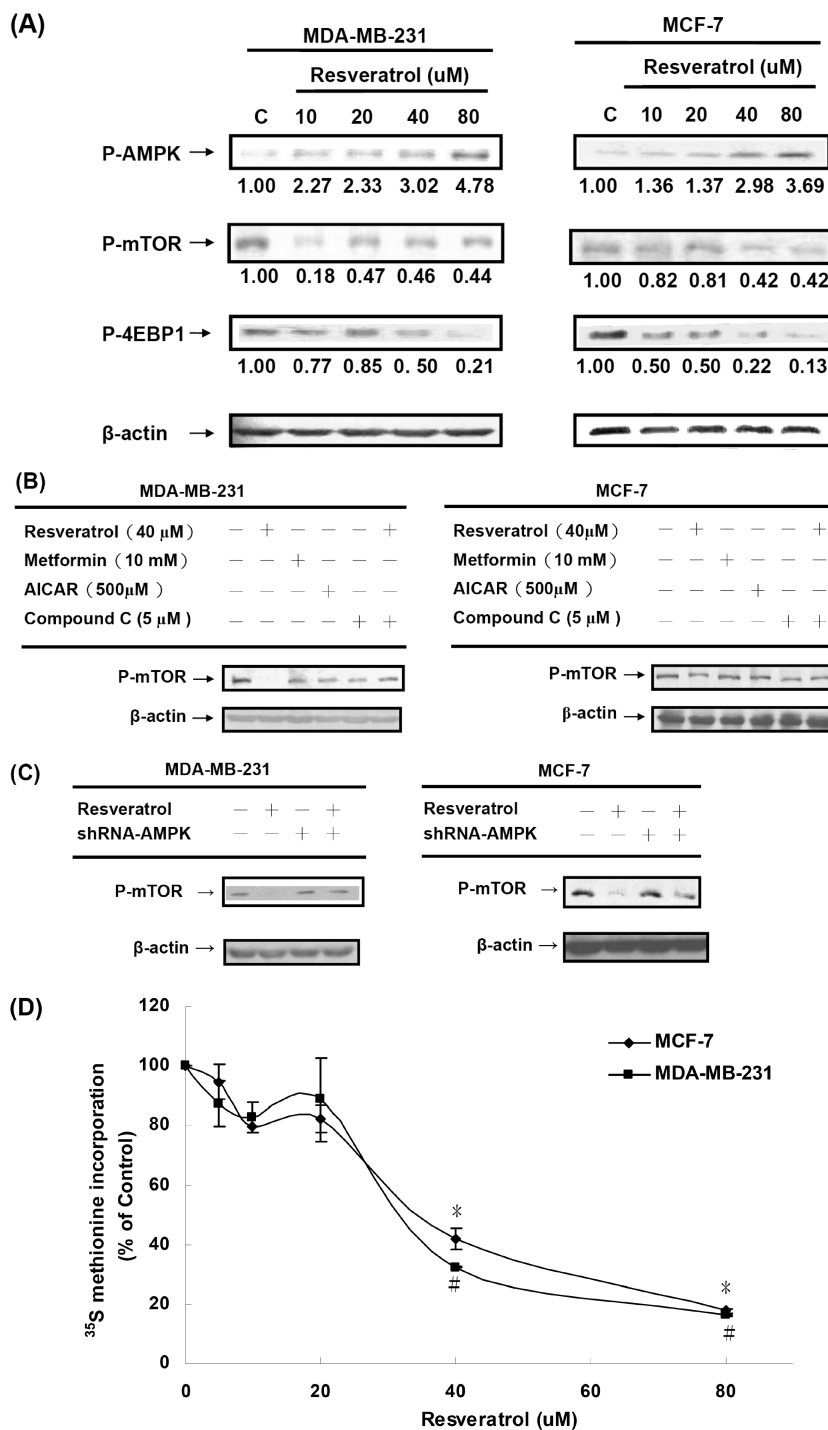 (A)
MDA-MB-231 MCF-7
Resveratrol (uM) Resveratrol (uM)
C 10 20 40 80 C 10 20 40 80
P-AMPK →
1.00 2.27 2.33 3.02 4.78 1.00 1.36 1.37 2.98 3.69
P-mTOR →
1.00 0.18 0.47 0.46 0.44 1.00 0.82 0.81 0.42 0.42
P-4EBP1 →
1.00 0.77 0.85 0. 50 0.21 1.00 0.50 0.50 0.22 0.13
β-actin →
(B)
MDA-MB-231 MCF-7
Resveratrol (40 μM) — + — — — + Resveratrol (40μM) — + — — — +
Metformin (10 mM) — — + — — — Metformin (10 mM) — — + — — —
AICAR (500μM) — — — + — — AICAR (500μM) — — — + — —
Compound C (5 μM ) — — — — + + Compound C (5 μM ) — — — — + +
P-mTOR → P-mTOR →
β-actin → β-actin →
(C)
MDA-MB-231 MCF-7
Resveratrol — + — + Resveratrol — + — +
shRNA-AMPK — — + + shRNA-AMPK — — + +
P-mTOR → P-mTOR →
β-actin → β-actin →
(D)
35S methionine incorporation
(% of Control)
120
100
80
60
40
20
0
MCF-7
MDA-MB-231
* *
# #
0 20 40 60 80
Resveratrol (uM)